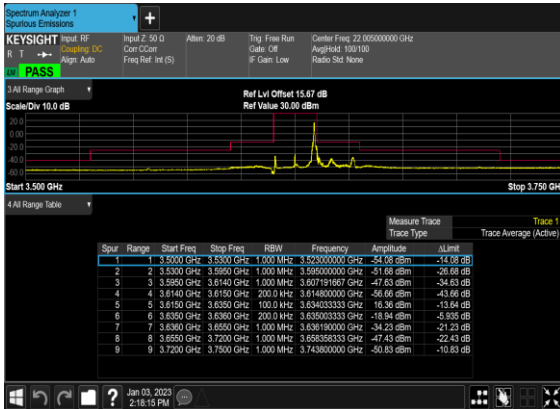 Spectrum Analyzer 1
Spurious Emissions
KEYSIGHT Input: RF Input Z: 50 Ω Atten: 20 dB Trig: Free Run Center Freq: 22.005000000 GHz
R T Coupling: DC Corr CCorr Gate: Off Avg|Hold: 100/100
Align: Auto Freq Ref: Int (S) IF Gain: Low Radio Std: None
PASS
3 All Range Graph Ref Lvl Offset 15.67 dB
Scale/Div 10.0 dB Ref Value 30.00 dBm
20.0
0.00
-20.0
-40.0
-60.0
Start 3.500 GHz Stop 3.750 GH
4 All Range Table
Measure Trace Trace 1
Trace Type Trace Average (Active)
Spur Range Start Freq Stop Freq RBW Frequency Amplitude ΔLimit
1 1 3.5000 GHz 3.5300 GHz 1.000 MHz 3.523000000 GHz -54.08 dBm -14.08 dB
2 2 3.5300 GHz 3.5950 GHz 1.000 MHz 3.595000000 GHz -51.68 dBm -26.68 dB
3 3 3.5950 GHz 3.6140 GHz 1.000 MHz 3.607191667 GHz -47.63 dBm -34.63 dB
4 4 3.6140 GHz 3.6150 GHz 200.0 kHz 3.614800000 GHz -56.66 dBm -43.66 dB
5 5 3.6150 GHz 3.6350 GHz 100.0 kHz 3.634033333 GHz 16.36 dBm -13.64 dB
6 6 3.6350 GHz 3.6360 GHz 200.0 kHz 3.635003333 GHz -18.94 dBm -5.935 dB
7 7 3.6360 GHz 3.6550 GHz 1.000 MHz 3.636190000 GHz -34.23 dBm -21.23 dB
8 8 3.6550 GHz 3.7200 GHz 1.000 MHz 3.658358333 GHz -47.43 dBm -22.43 dB
9 9 3.7200 GHz 3.7500 GHz 1.000 MHz 3.743800000 GHz -50.83 dBm -10.83 dB
Jan 03, 2023
2:18:15 PM